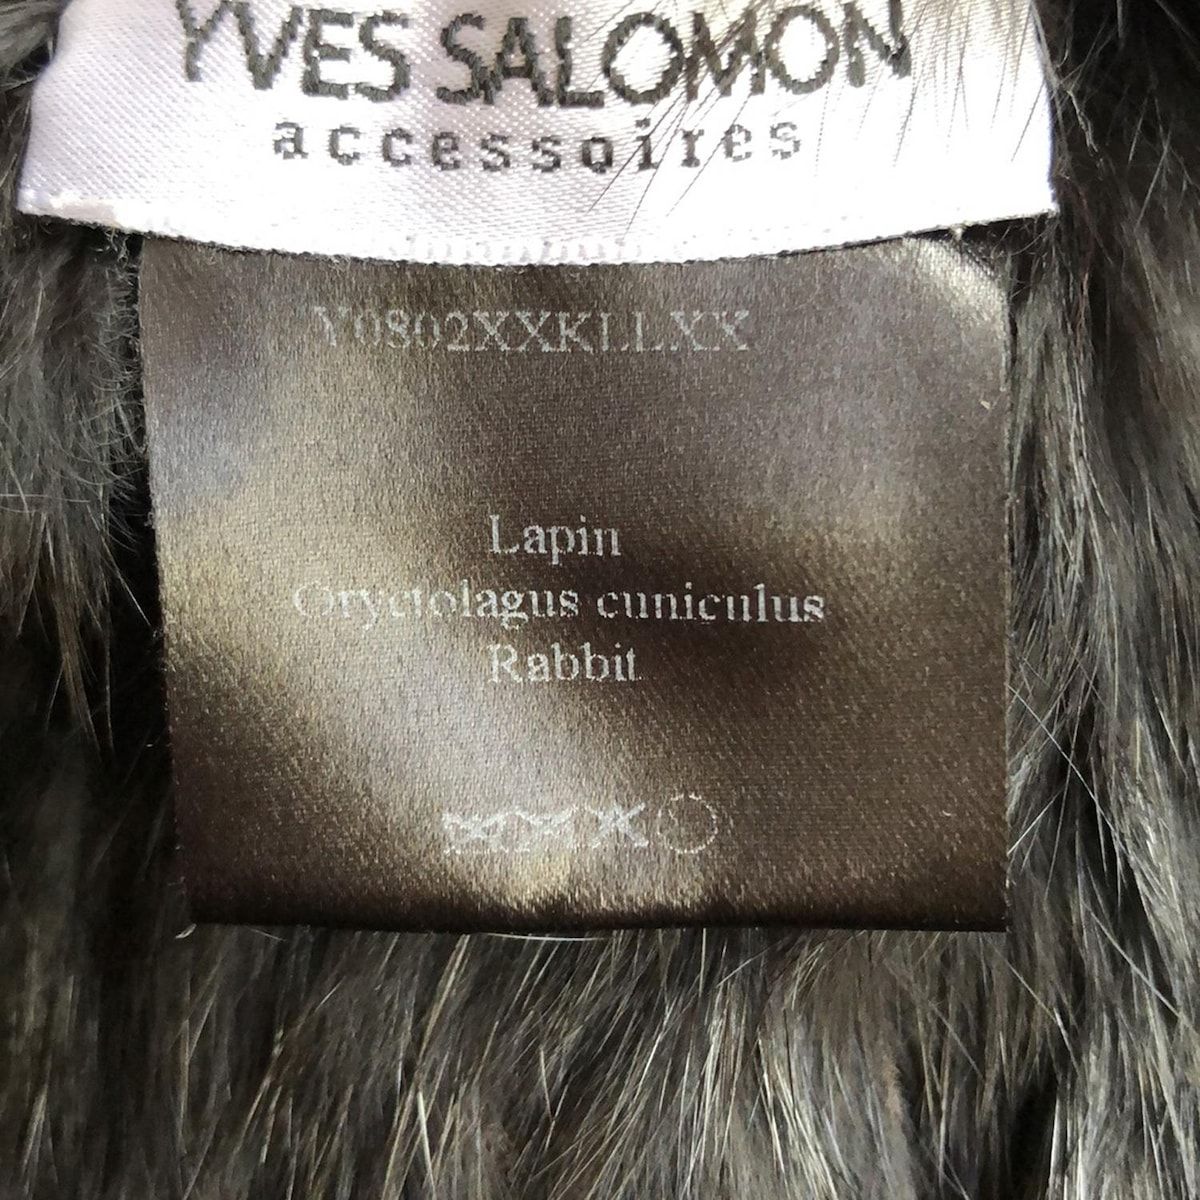 YVES SALOMON
accessoires
Y0802XXKLLXX
Lapin
Oryctolagus cuniculus
Rabbit